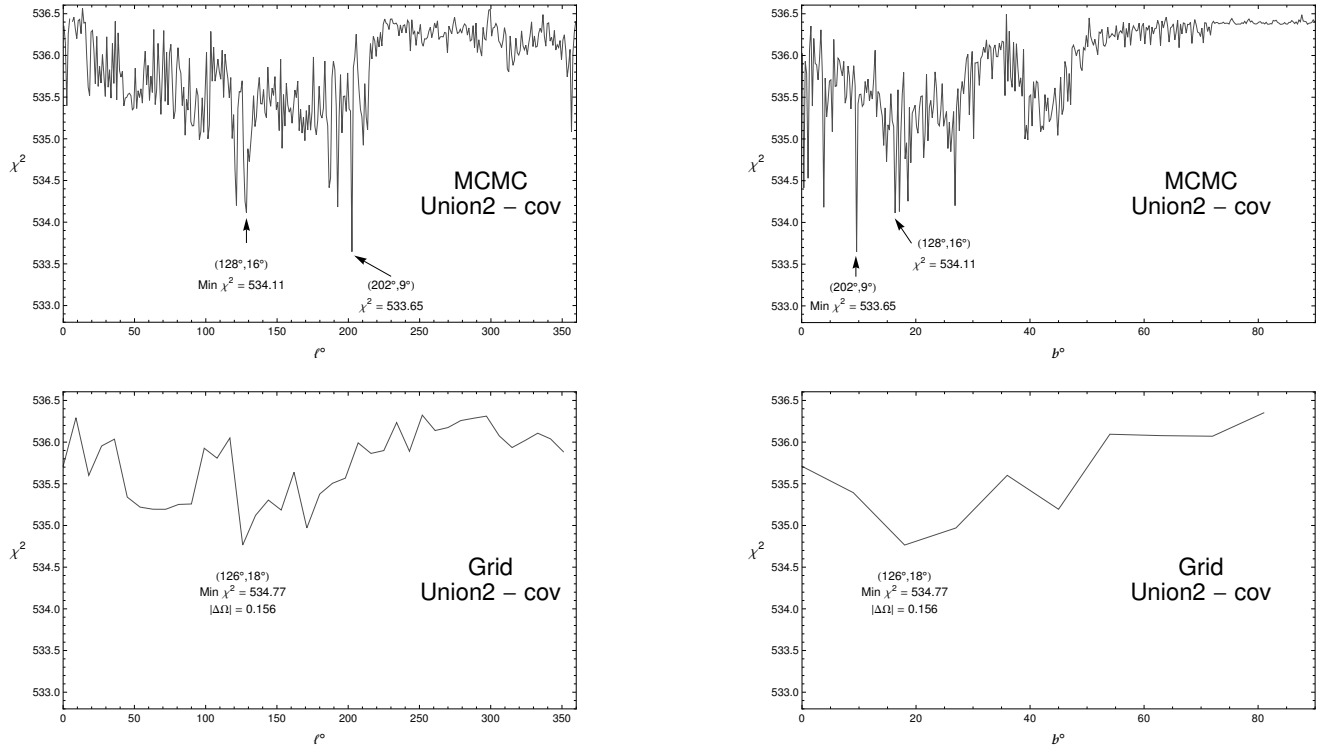 536.5
536.0
535.5
535.0
534.5
534.0
533.5
533.0
χ²
MCMC
Union2 – cov
(128°,16°)
Min χ² = 534.11
(202°,9°)
χ² = 533.65
0 50 100 150 200 250 300 350
ℓ°
536.5
536.0
535.5
535.0
534.5
534.0
533.5
533.0
χ²
MCMC
Union2 – cov
(128°,16°)
χ² = 534.11
(202°,9°)
Min χ² = 533.65
0 20 40 60 80
b°
536.5
536.0
535.5
535.0
534.5
534.0
533.5
533.0
χ²
Grid
Union2 – cov
(126°,18°)
Min χ² = 534.77
|ΔΩ| = 0.156
0 50 100 150 200 250 300 350
ℓ°
536.5
536.0
535.5
535.0
534.5
534.0
533.5
533.0
χ²
Grid
Union2 – cov
(126°,18°)
Min χ² = 534.77
|ΔΩ| = 0.156
0 20 40 60 80
b°